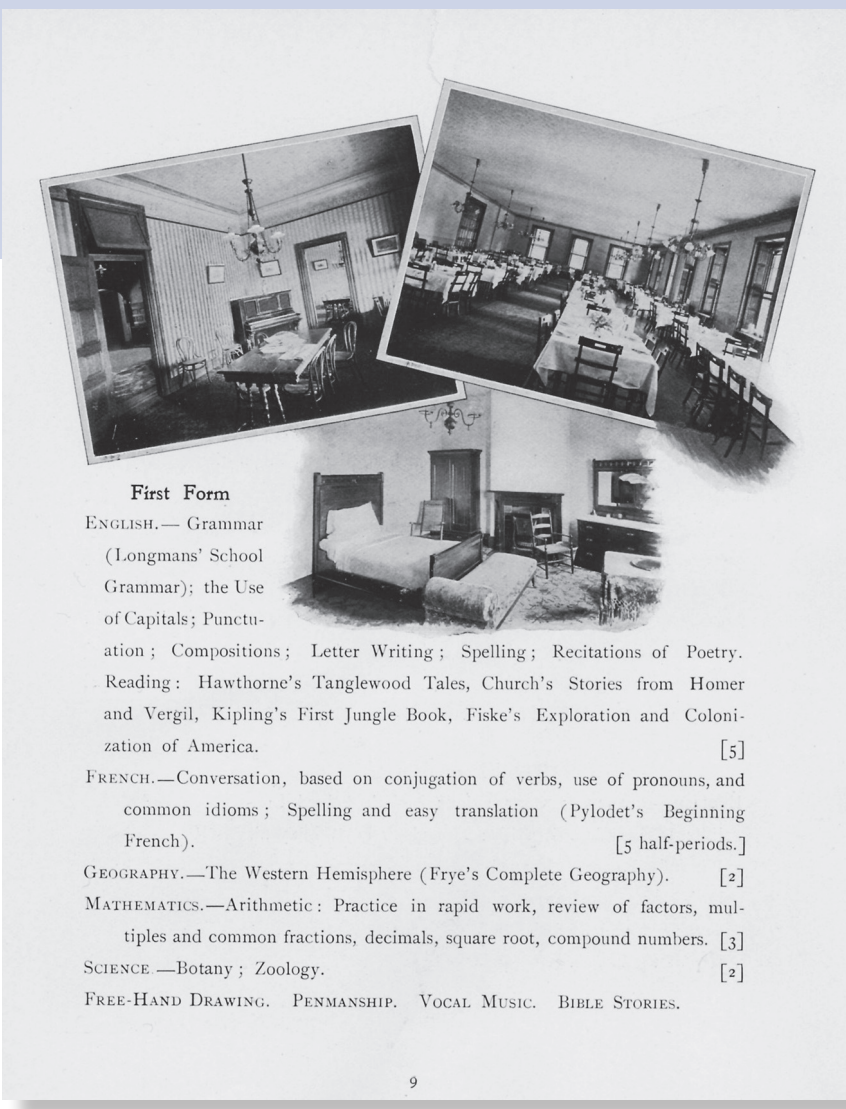 First Form
ENGLISH.— Grammar
(Longmans' School
Grammar); the Use
of Capitals; Punctu-
ation ; Compositions ; Letter Writing ; Spelling ; Recitations of Poetry.
Reading : Hawthorne's Tanglewood Tales, Church's Stories from Homer
and Vergil, Kipling's First Jungle Book, Fiske's Exploration and Coloni-
zation of America. [5]
FRENCH.—Conversation, based on conjugation of verbs, use of pronouns, and
common idioms ; Spelling and easy translation (Pylodet's Beginning
French). [5 half-periods.]
GEOGRAPHY.—The Western Hemisphere (Frye's Complete Geography). [2]
MATHEMATICS.—Arithmetic : Practice in rapid work, review of factors, mul-
tiples and common fractions, decimals, square root, compound numbers. [3]
SCIENCE.—Botany ; Zoology. [2]
FREE-HAND DRAWING. PENMANSHIP. VOCAL MUSIC. BIBLE STORIES.
9